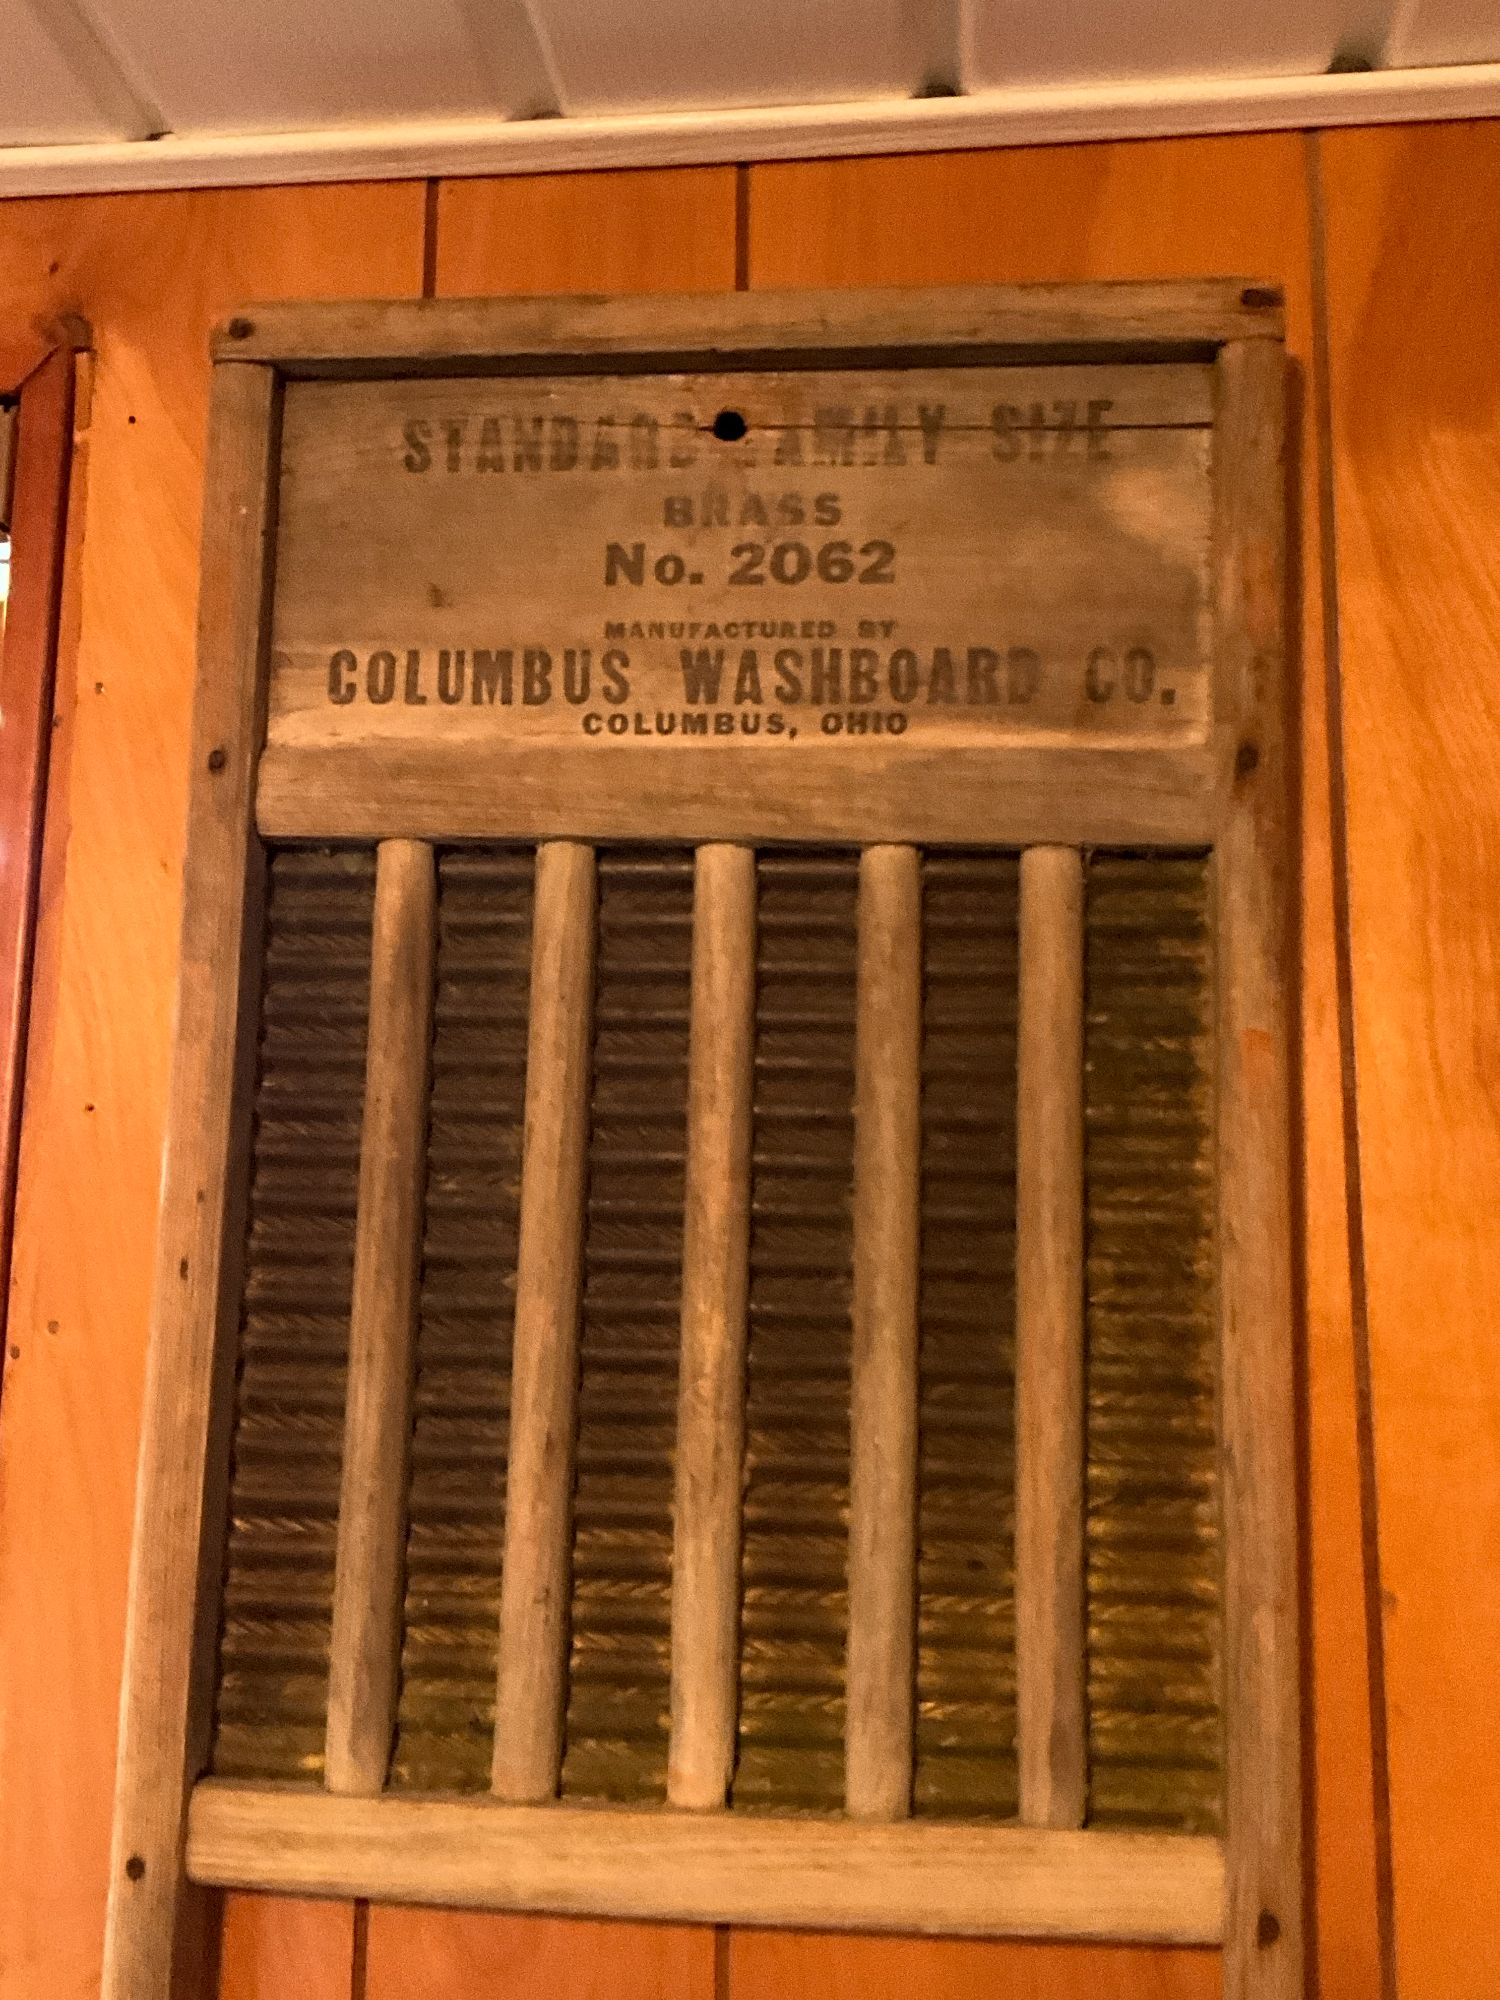 STANDARD FAMILY SIZE
BRASS
No. 2062
MANUFACTURED BY
COLUMBUS WASHBOARD CO.
COLUMBUS, OHIO